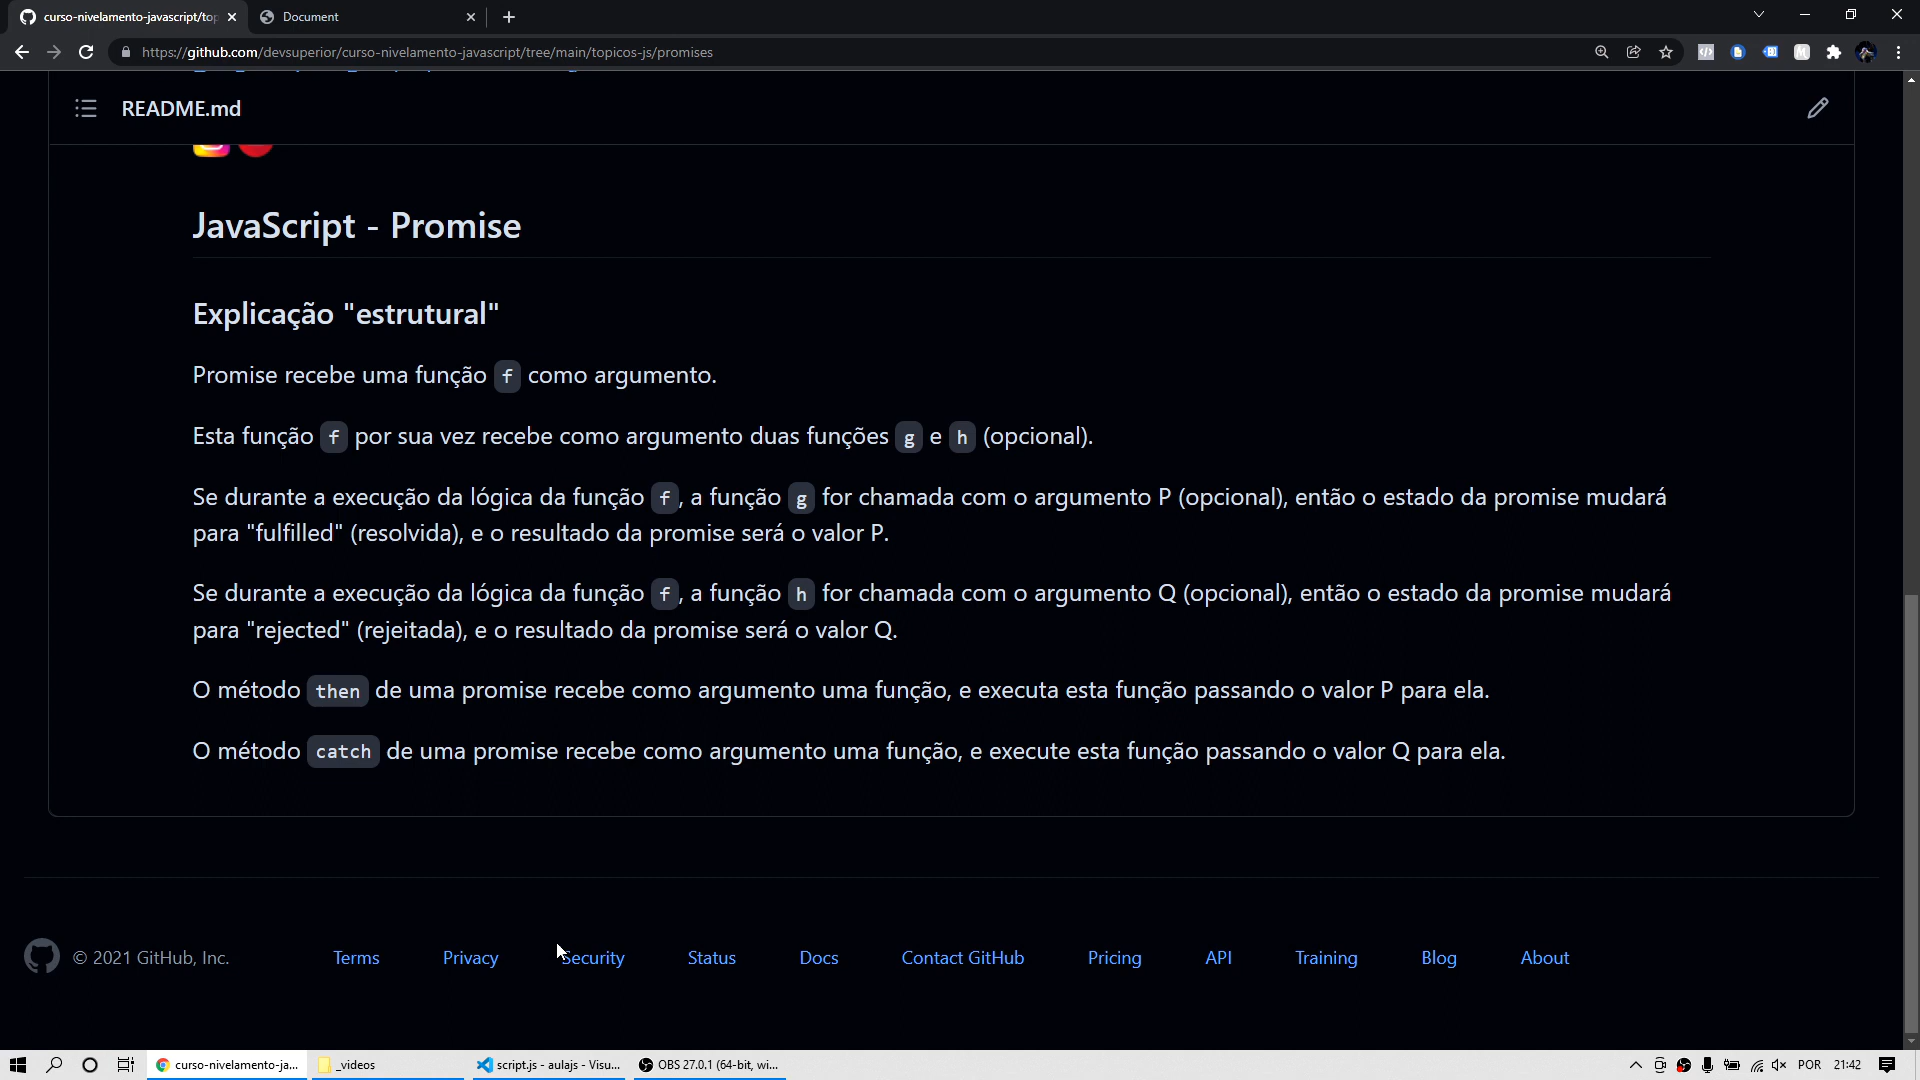 curso-nivelamento-javascript/top
Document
https://github.com/devsuperior/curso-nivelamento-javascript/tree/main/topicos-js/promises
README.md
JavaScript - Promise
Explicação "estrutural"
Promise recebe uma função f como argumento.
Esta função f por sua vez recebe como argumento duas funções g e h (opcional).
Se durante a execução da lógica da função f, a função g for chamada com o argumento P (opcional), então o estado da promise mudará
para "fulfilled" (resolvida), e o resultado da promise será o valor P.
Se durante a execução da lógica da função f, a função h for chamada com o argumento Q (opcional), então o estado da promise mudará
para "rejected" (rejeitada), e o resultado da promise será o valor Q.
O método then de uma promise recebe como argumento uma função, e executa esta função passando o valor P para ela.
O método catch de uma promise recebe como argumento uma função, e execute esta função passando o valor Q para ela.
© 2021 GitHub, Inc. Terms Privacy Security Status Docs Contact GitHub Pricing API Training Blog About
curso-nivelamento-ja... _videos script.js - aulajs - Visu... OBS 27.0.1 (64-bit, wi... POR 21:42